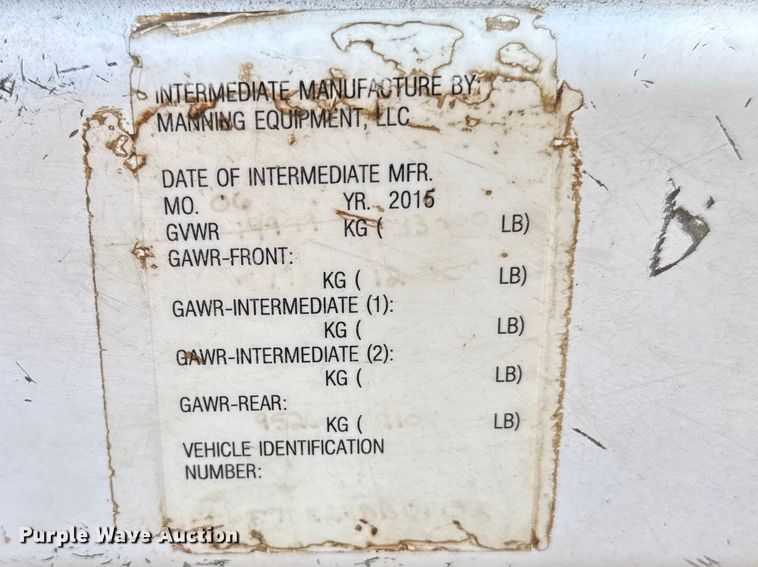 INTERMEDIATE MANUFACTURE BY:
MANNING EQUIPMENT, LLC
DATE OF INTERMEDIATE MFR.
MO. YR. 2015
GVWR KG ( LB)
GAWR-FRONT:
KG ( LB)
GAWR-INTERMEDIATE (1):
KG ( LB)
GAWR-INTERMEDIATE (2):
KG ( LB)
GAWR-REAR:
KG ( LB)
VEHICLE IDENTIFICATION
NUMBER:
Purple Wave Auction